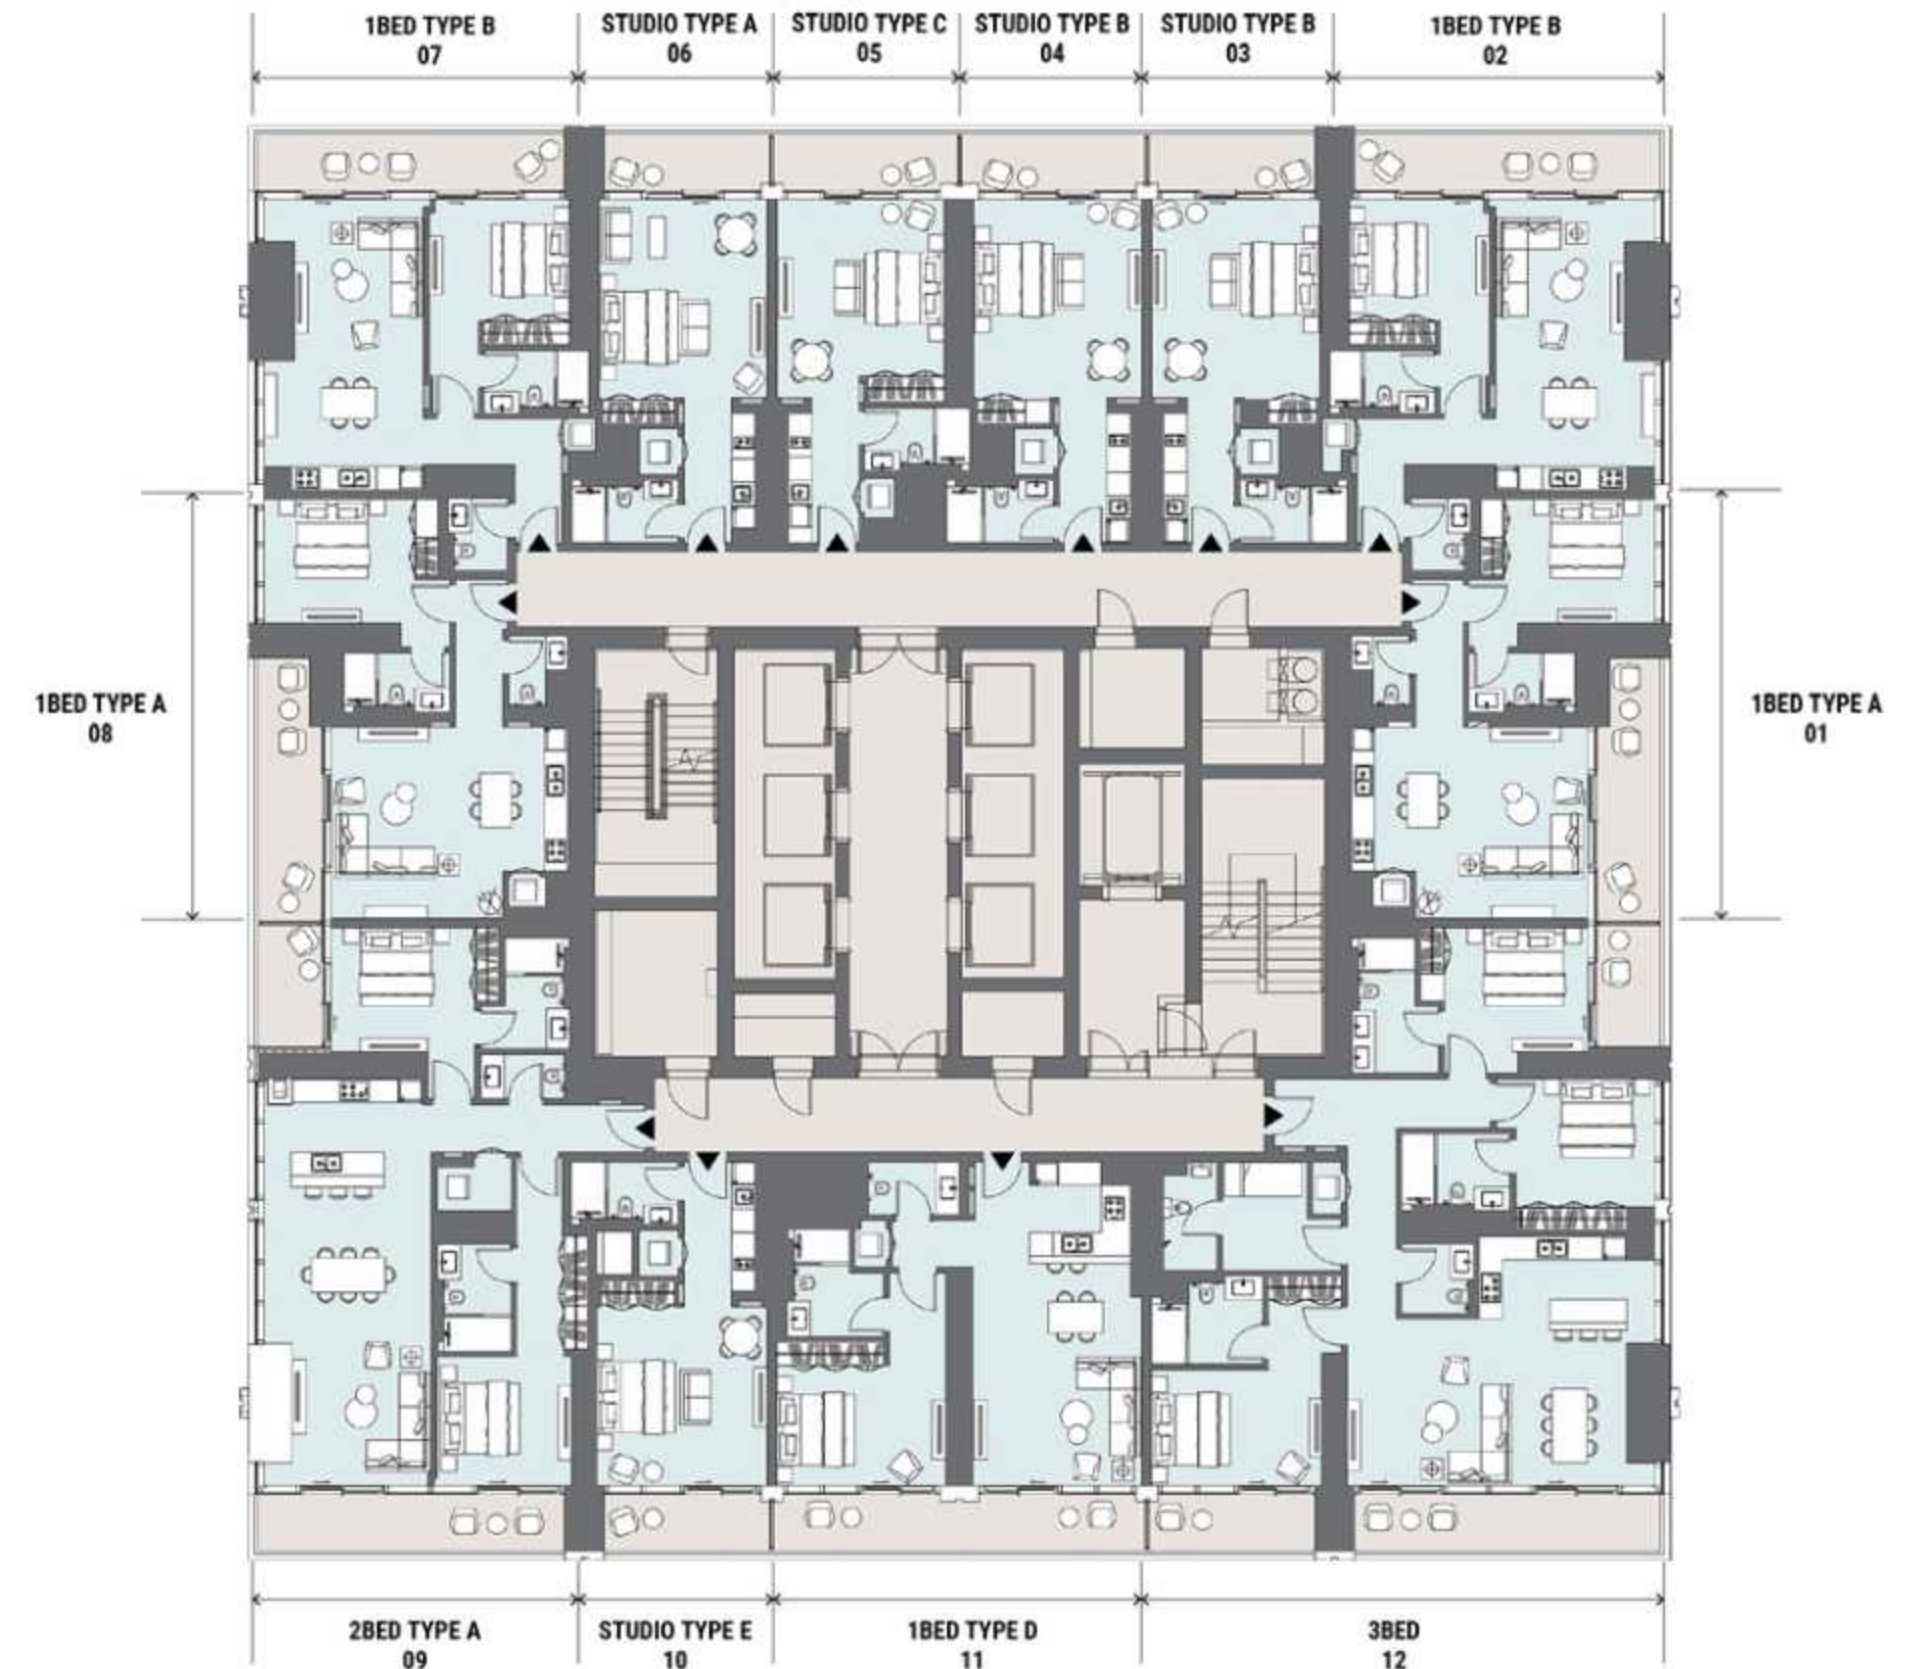 1BED TYPE B
07
STUDIO TYPE A
06
STUDIO TYPE C
05
STUDIO TYPE B
04
STUDIO TYPE B
03
1BED TYPE B
02
1BED TYPE A
08
1BED TYPE A
01
2BED TYPE A
09
STUDIO TYPE E
10
1BED TYPE D
11
3BED
12